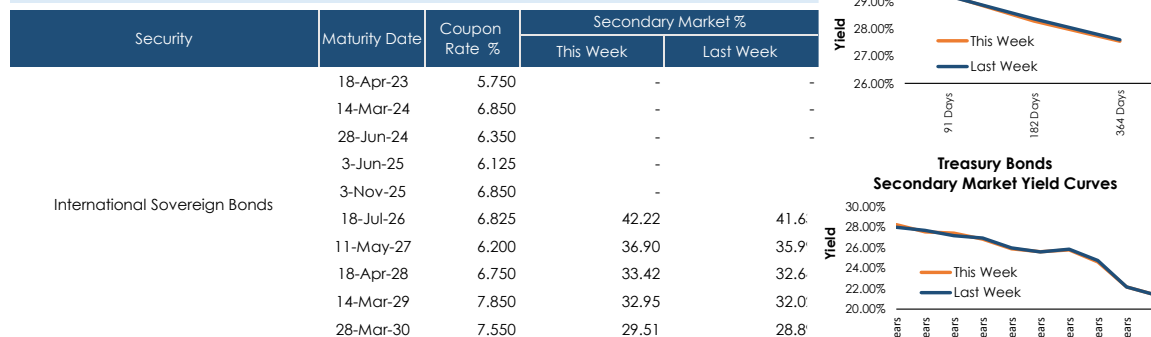 Security Maturity Date Coupon Rate % Secondary Market %
This Week Last Week
International Sovereign Bonds
18-Apr-23 5.750 - -
14-Mar-24 6.850 - -
28-Jun-24 6.350 - -
3-Jun-25 6.125 -
3-Nov-25 6.850 -
18-Jul-26 6.825 42.22
11-May-27 6.200 36.90
18-Apr-28 6.750 33.42
14-Mar-29 7.850 32.95
28-Mar-30 7.550 29.51
29.00%
28.00%
27.00%
26.00%
Yield
This Week
Last Week
91 Days
182 Days
364 Days
Treasury Bonds
Secondary Market Yield Curves
30.00%
28.00%
26.00%
24.00%
22.00%
20.00%
Yield
This Week
Last Week